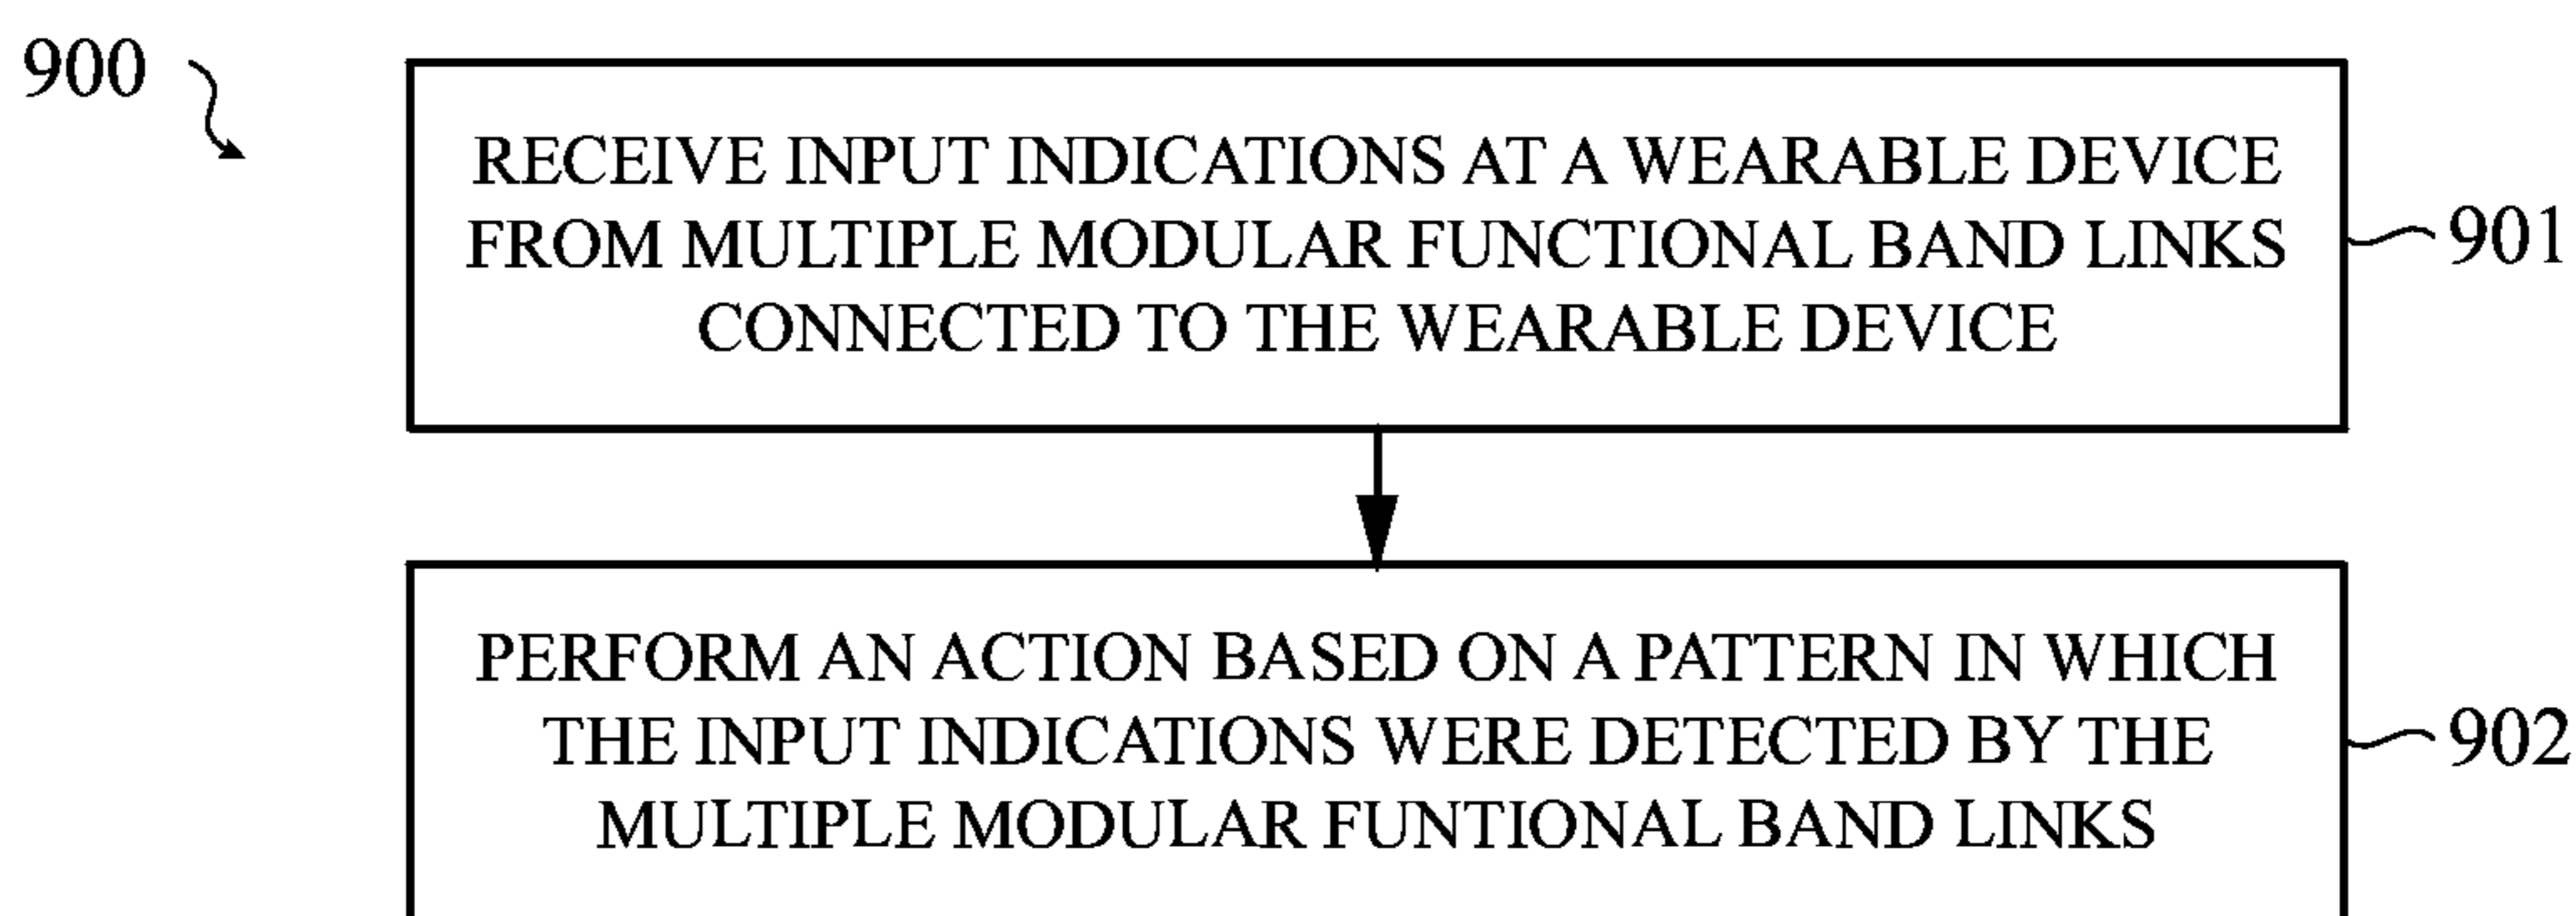 900
RECEIVE INPUT INDICATIONS AT A WEARABLE DEVICE
FROM MULTIPLE MODULAR FUNCTIONAL BAND LINKS
CONNECTED TO THE WEARABLE DEVICE
901
PERFORM AN ACTION BASED ON A PATTERN IN WHICH
THE INPUT INDICATIONS WERE DETECTED BY THE
MULTIPLE MODULAR FUNTIONAL BAND LINKS
902